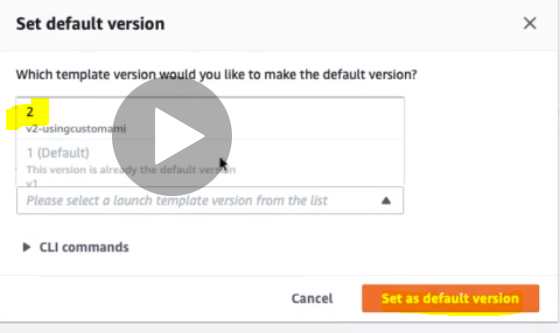 Set default version
Which template version would you like to make the default version?
2
v2-usingcustomami
1 (Default)
This version is already the default version
v1
Please select a launch template version from the list
CLI commands
Cancel
Set as default version